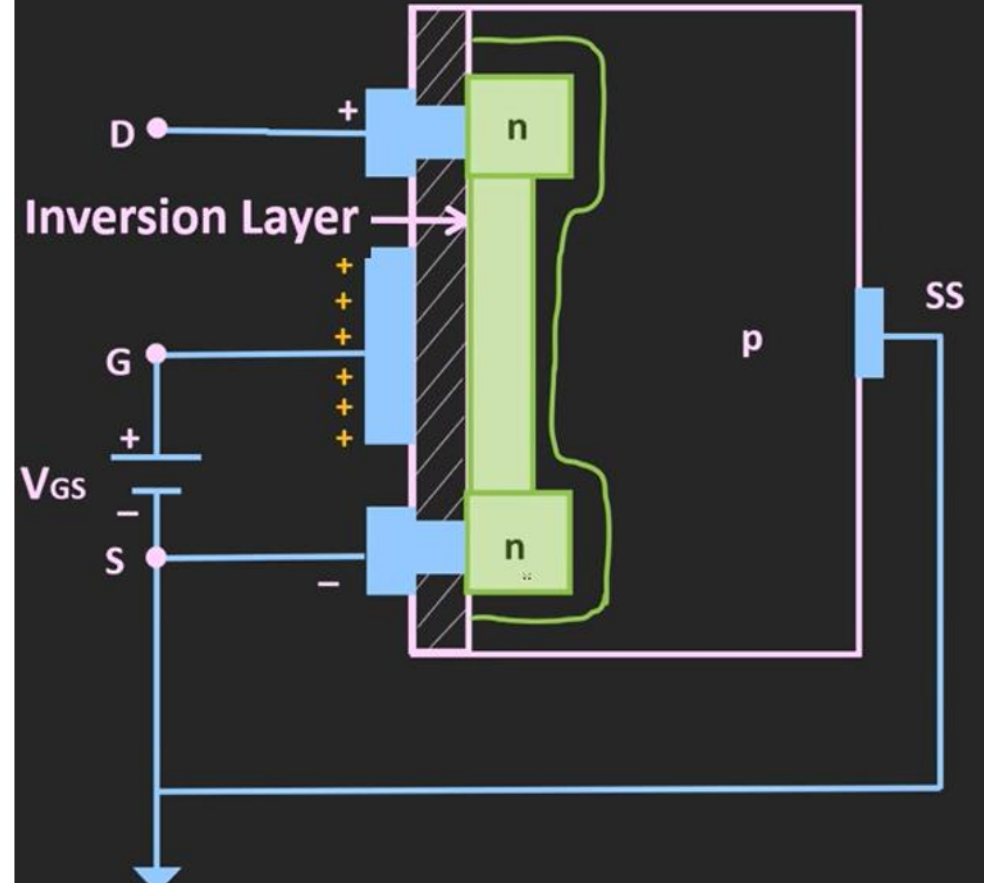 +
D
n
Inversion Layer
+
+
SS
+
p
G
+
+
+
+
VGS
–
S
n
–